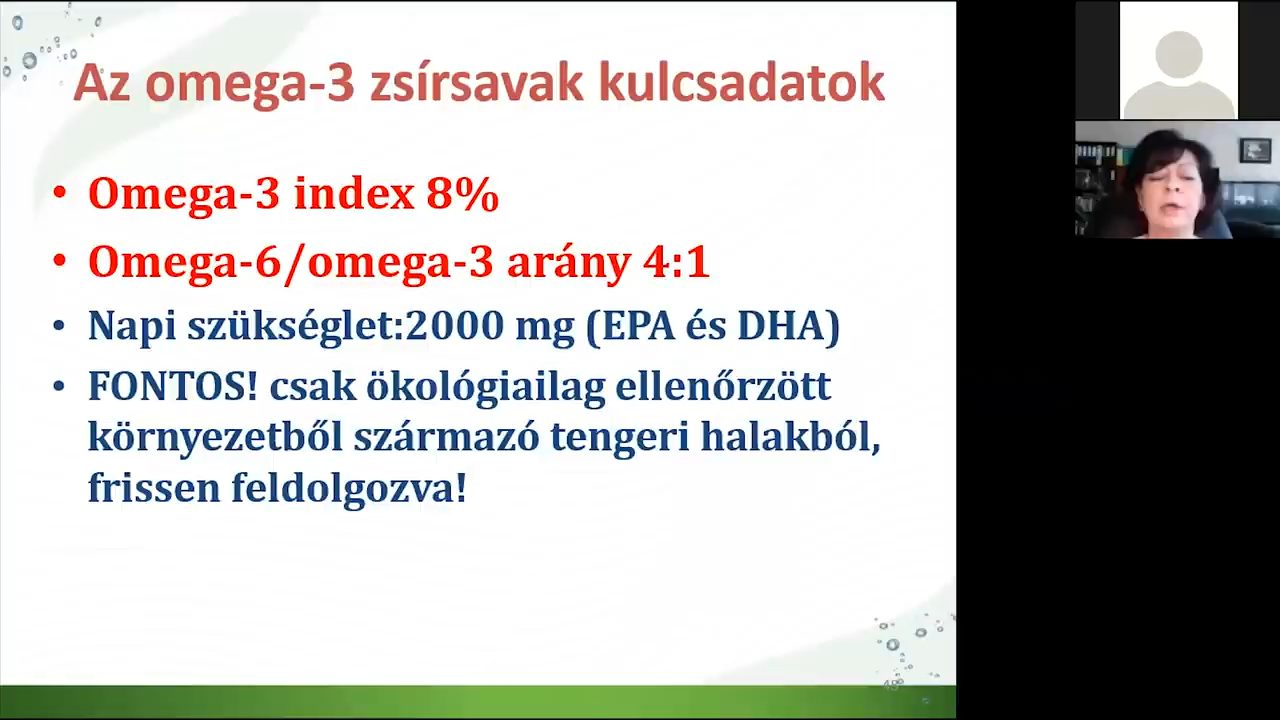 Az omega-3 zsírsavak kulcsadatok
• Omega-3 index 8%
• Omega-6/omega-3 arány 4:1
• Napi szükséglet:2000 mg (EPA és DHA)
• FONTOS! csak ökológiailag ellenőrzött
környezetből származó tengeri halakból,
frissen feldolgozva!